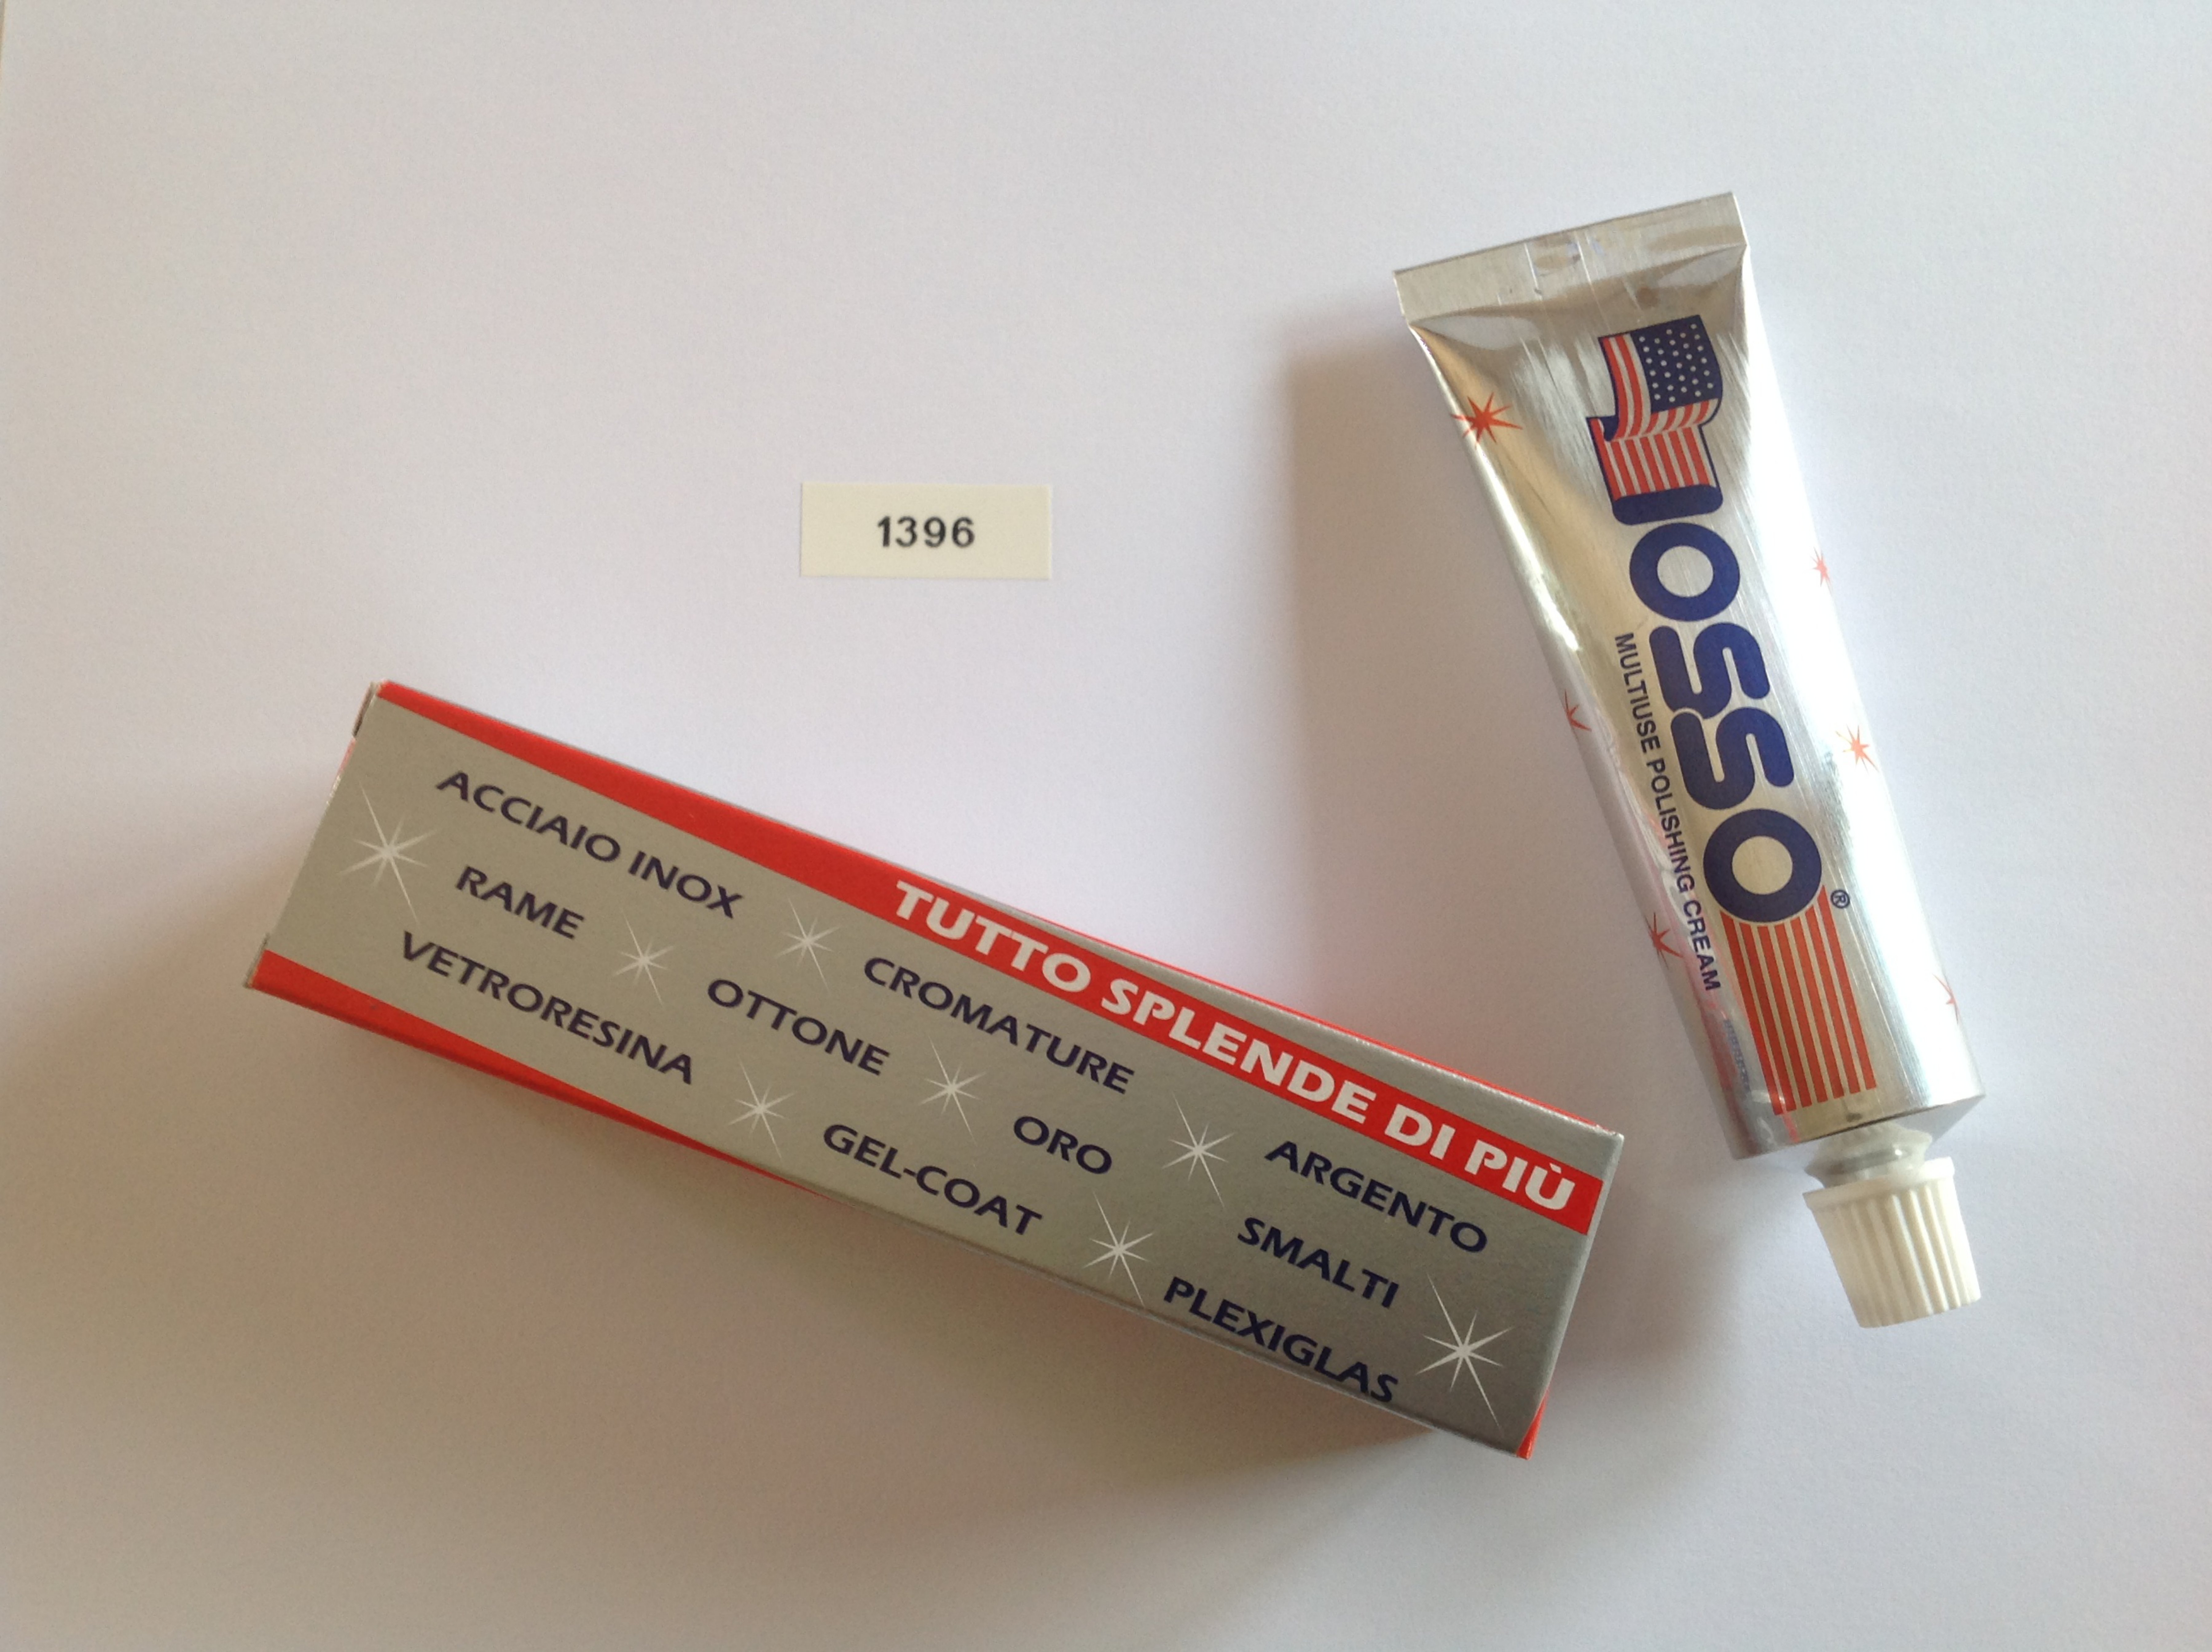 1396
IOSSO®
MULTIUSE POLISHING CREAM
TUTTO SPLENDE DI PIÙ
ACCIAIO INOX CROMATURE ARGENTO
RAME OTTONE ORO SMALTI
VETRORESINA GEL-COAT PLEXIGLAS